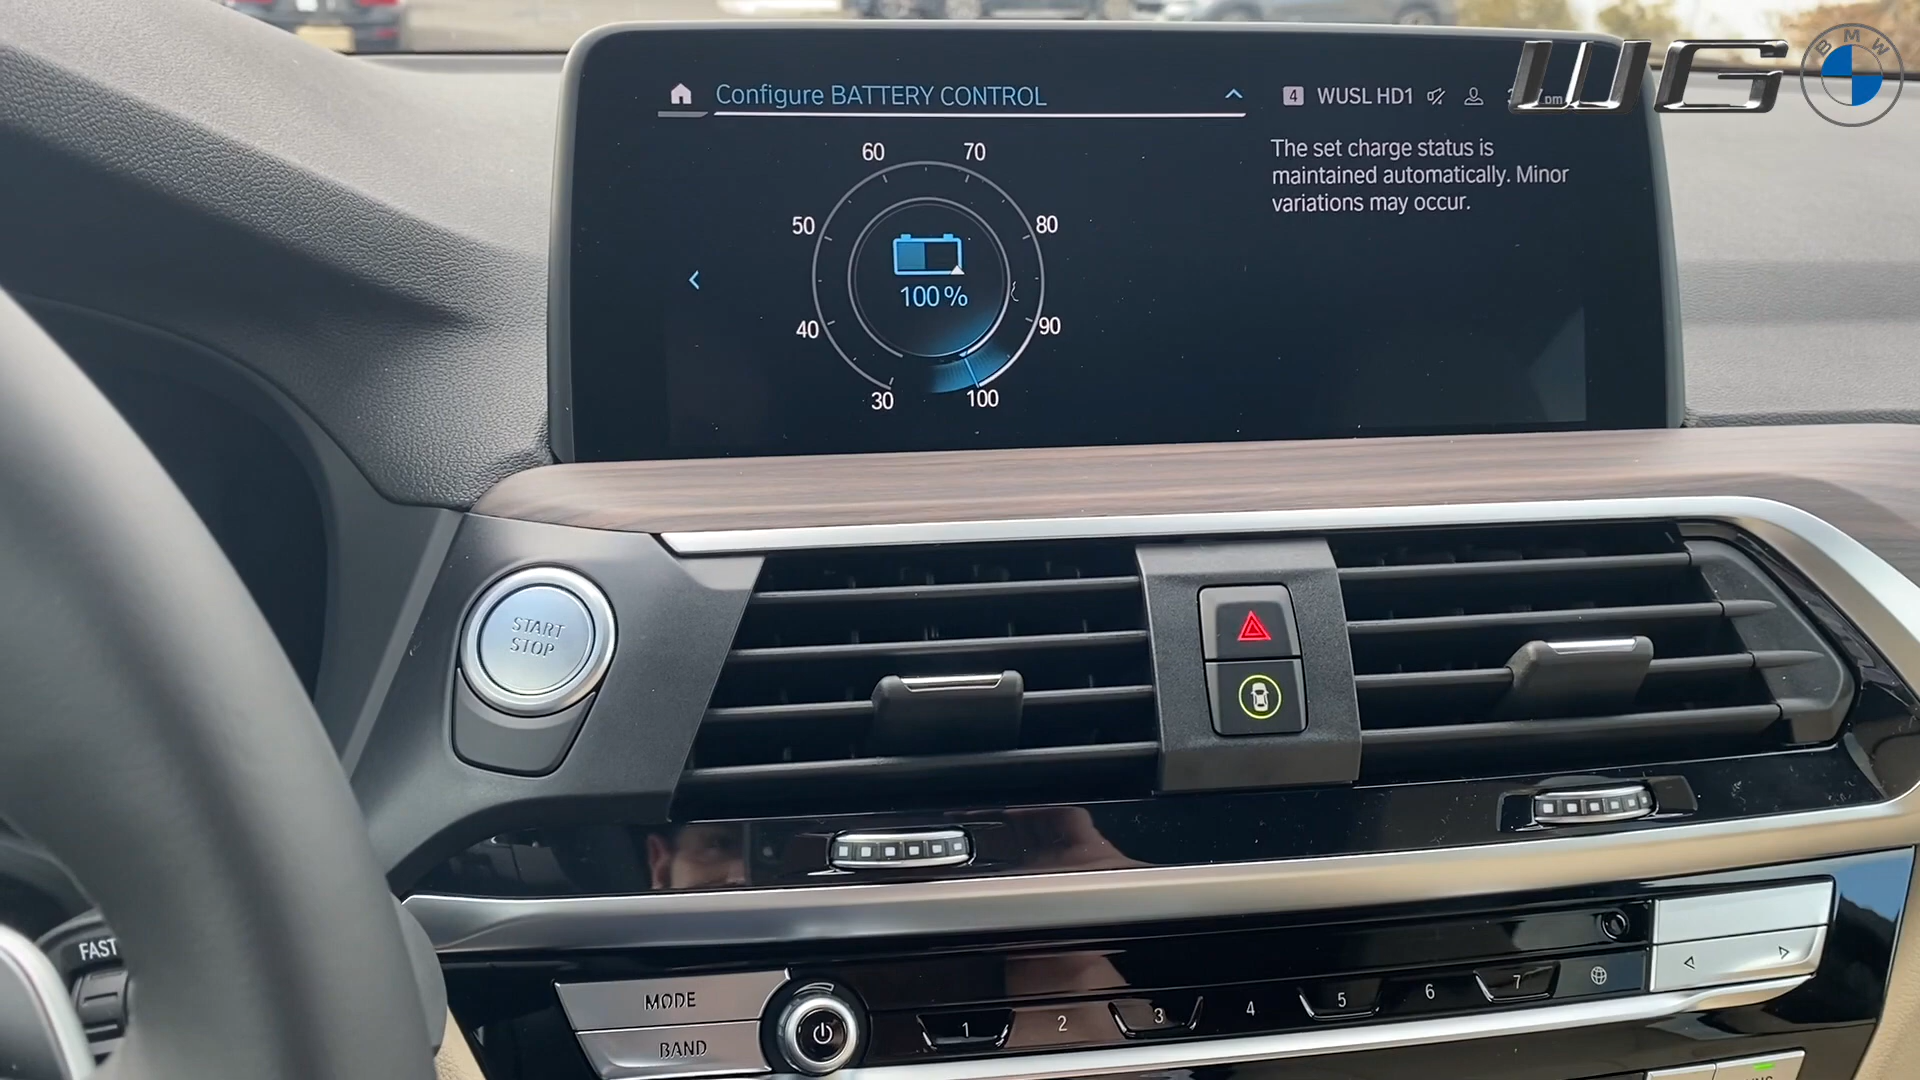 Configure BATTERY CONTROL
4 WUSL HD1
pm
WG
BMW
The set charge status is
maintained automatically. Minor
variations may occur.
60 70
50 80
100 %
40 90
30 100
START
STOP
FAST
MODE
BAND
1 2 3 4 5 6 7